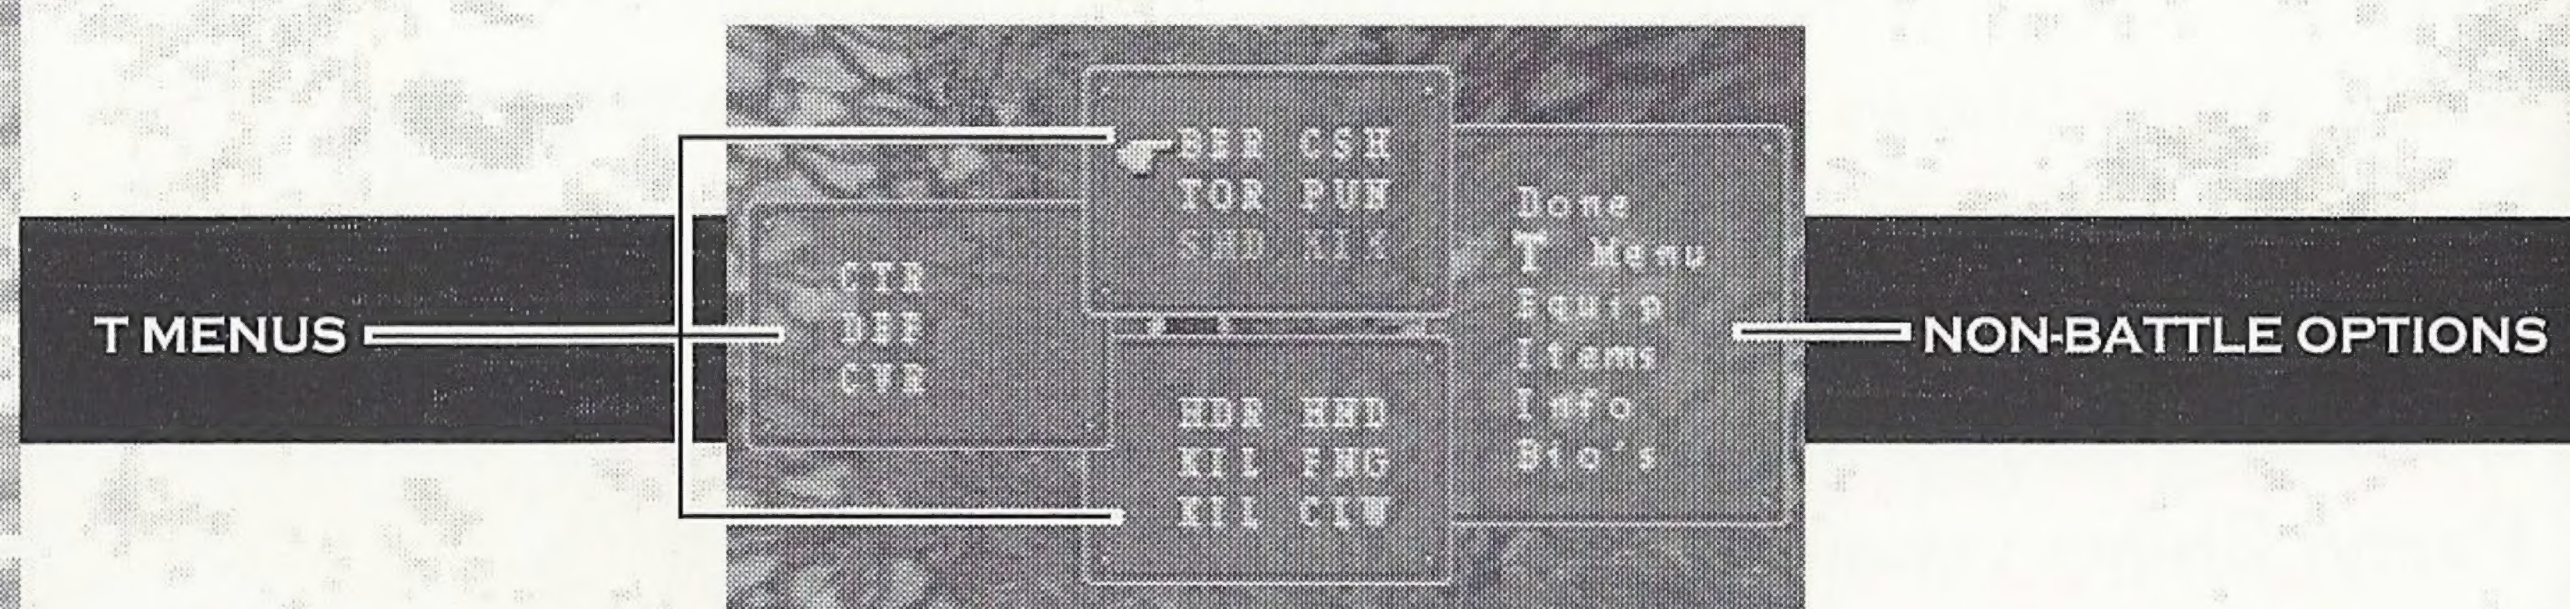 T MENUS
CTR
DEF
CVR
BER CSH
TOR PUN
SHD KIK
HDR HND
KIL FNG
KIL CLW
Done
T Menu
Equip
Items
Info
Bio's
NON-BATTLE OPTIONS